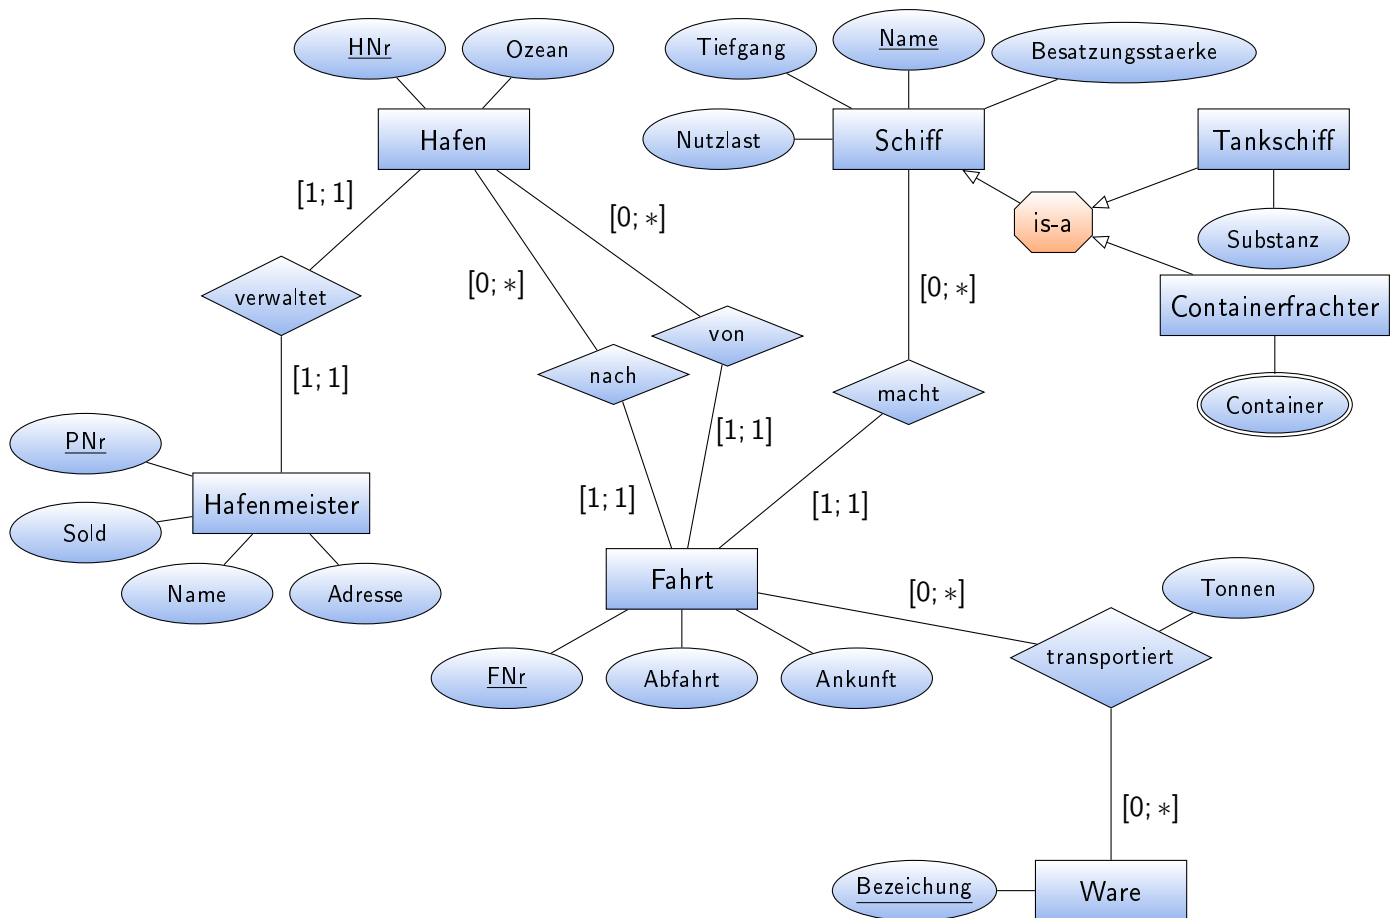 HNr
Ozean
Tiefgang
Name
Besatzungsstaerke
Hafen
Nutzlast
Schiff
Tankschiff
[1; 1]
[0; ∗]
is-a
Substanz
[0; ∗]
[0; ∗]
verwaltet
Containerfrachter
von
nach
macht
[1; 1]
Container
[1; 1]
PNr
[1; 1]
[1; 1]
Hafenmeister
Sold
Name
Adresse
Fahrt
[0; ∗]
Tonnen
transportiert
FNr
Abfahrt
Ankunft
[0; ∗]
Bezeichung
Ware